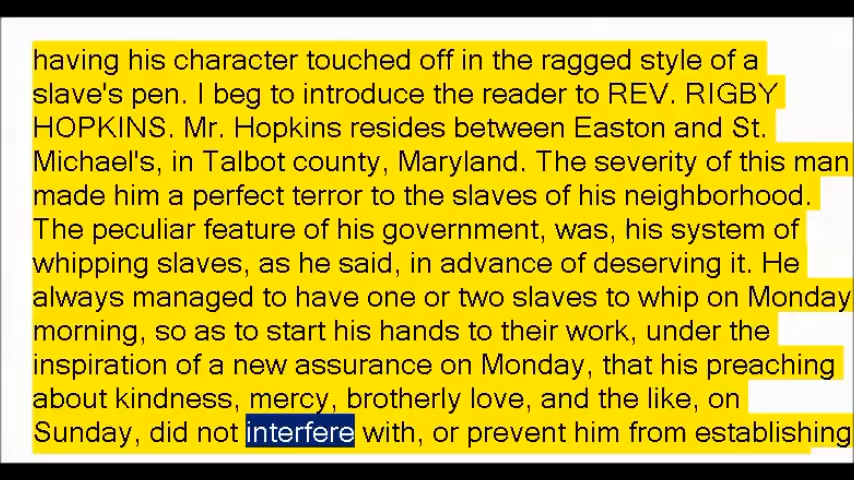 having his character touched off in the ragged style of a
slave's pen. I beg to introduce the reader to REV. RIGBY
HOPKINS. Mr. Hopkins resides between Easton and St.
Michael's, in Talbot county, Maryland. The severity of this man
made him a perfect terror to the slaves of his neighborhood.
The peculiar feature of his government, was, his system of
whipping slaves, as he said, in advance of deserving it. He
always managed to have one or two slaves to whip on Monday
morning, so as to start his hands to their work, under the
inspiration of a new assurance on Monday, that his preaching
about kindness, mercy, brotherly love, and the like, on
Sunday, did not interfere with, or prevent him from establishing